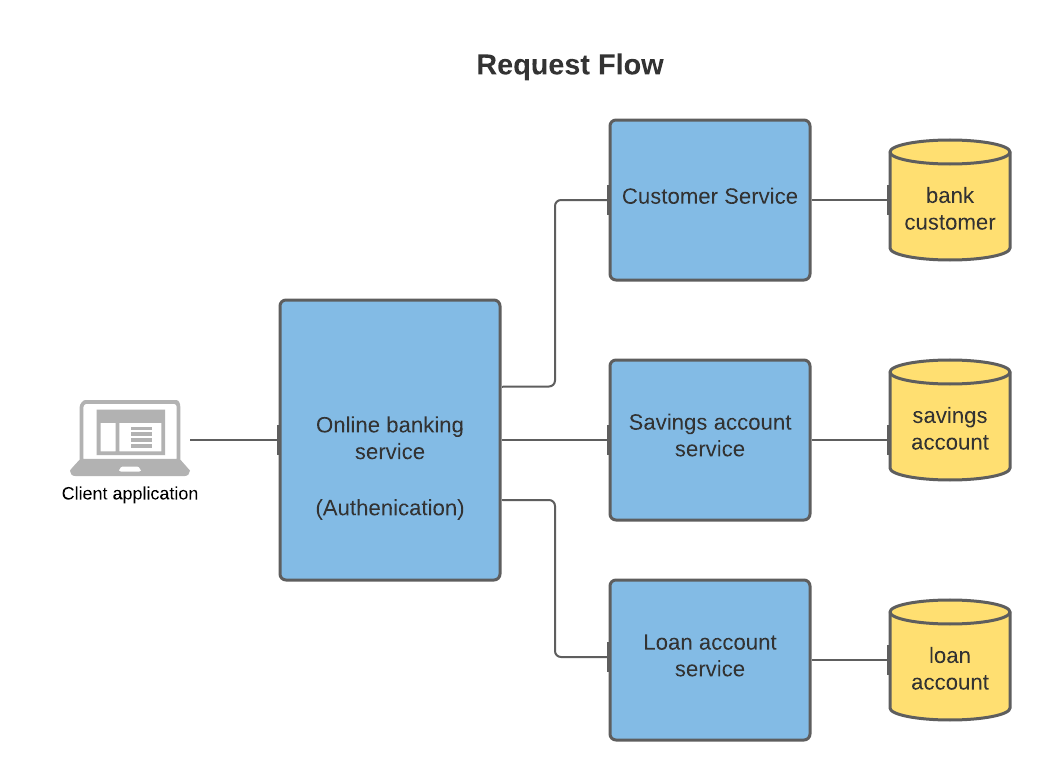 Request Flow
Customer Service
bank
customer
Client application
Online banking
service
(Authenication)
Savings account
service
savings
account
Loan account
service
loan
account